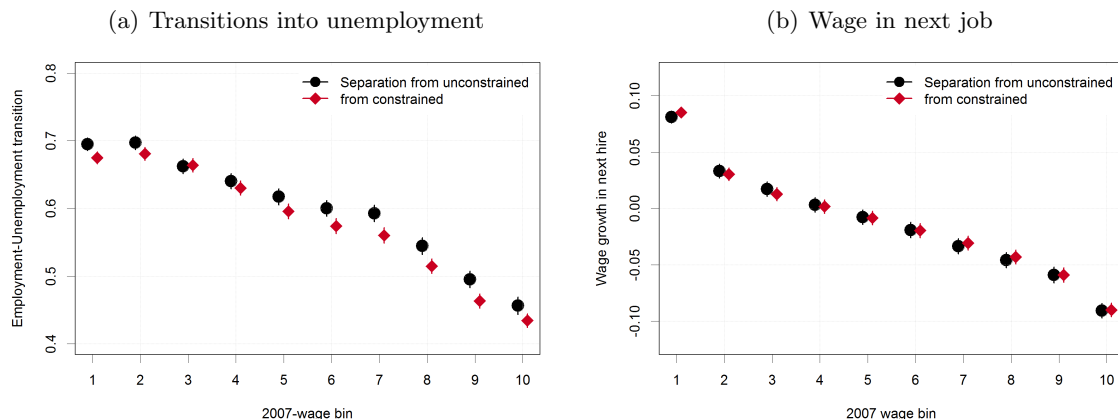 (a) Transitions into unemployment
Employment-Unemployment transition
0.8
0.7
0.6
0.5
0.4
Separation from unconstrained
from constrained
1 2 3 4 5 6 7 8 9 10
2007-wage bin
(b) Wage in next job
Wage growth in next hire
0.10
0.05
0.00
-0.05
-0.10
Separation from unconstrained
from constrained
1 2 3 4 5 6 7 8 9 10
2007 wage bin